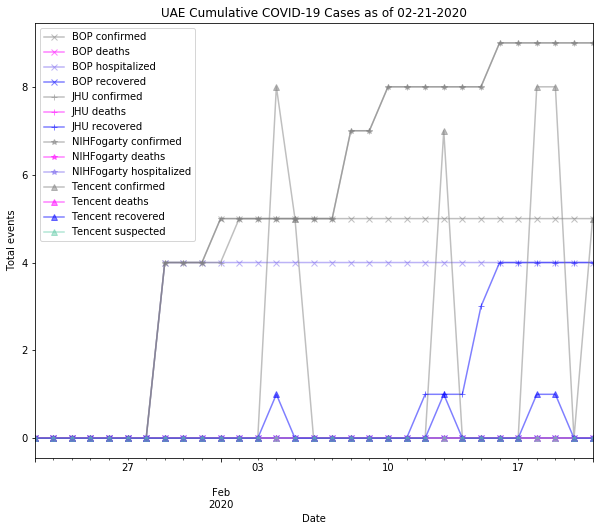 UAE Cumulative COVID-19 Cases as of 02-21-2020
BOP confirmed
BOP deaths
BOP hospitalized
BOP recovered
JHU confirmed
JHU deaths
JHU recovered
NIHFogarty confirmed
NIHFogarty deaths
NIHFogarty hospitalized
Tencent confirmed
Tencent deaths
Tencent recovered
Tencent suspected
Total events
8
6
4
2
0
27
03
10
17
Feb
2020
Date